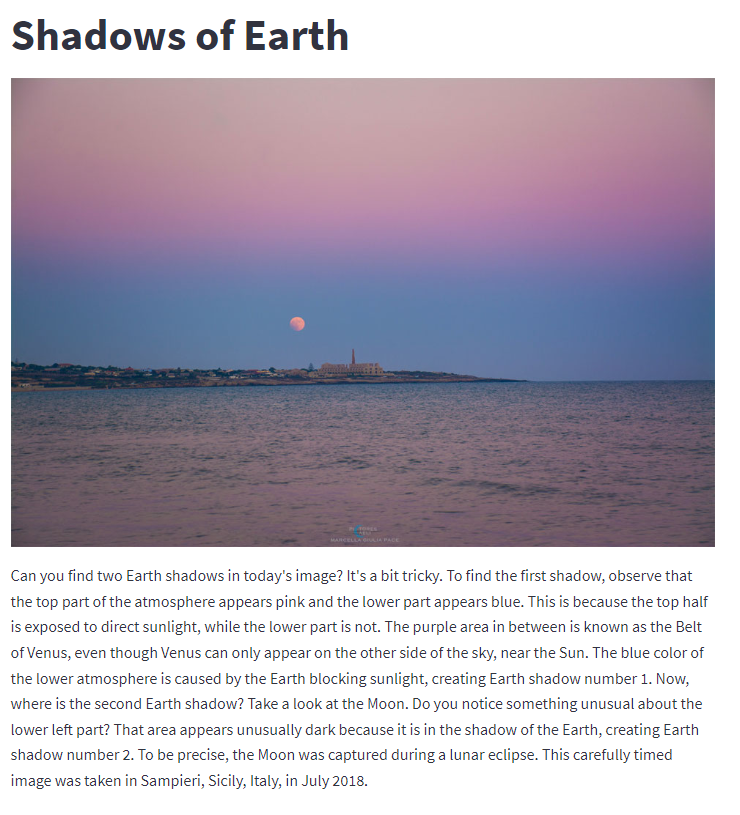 Shadows of Earth
MARCELLA GIULIA PACE
Can you find two Earth shadows in today's image? It's a bit tricky. To find the first shadow, observe that
the top part of the atmosphere appears pink and the lower part appears blue. This is because the top half
is exposed to direct sunlight, while the lower part is not. The purple area in between is known as the Belt
of Venus, even though Venus can only appear on the other side of the sky, near the Sun. The blue color of
the lower atmosphere is caused by the Earth blocking sunlight, creating Earth shadow number 1. Now,
where is the second Earth shadow? Take a look at the Moon. Do you notice something unusual about the
lower left part? That area appears unusually dark because it is in the shadow of the Earth, creating Earth
shadow number 2. To be precise, the Moon was captured during a lunar eclipse. This carefully timed
image was taken in Sampieri, Sicily, Italy, in July 2018.